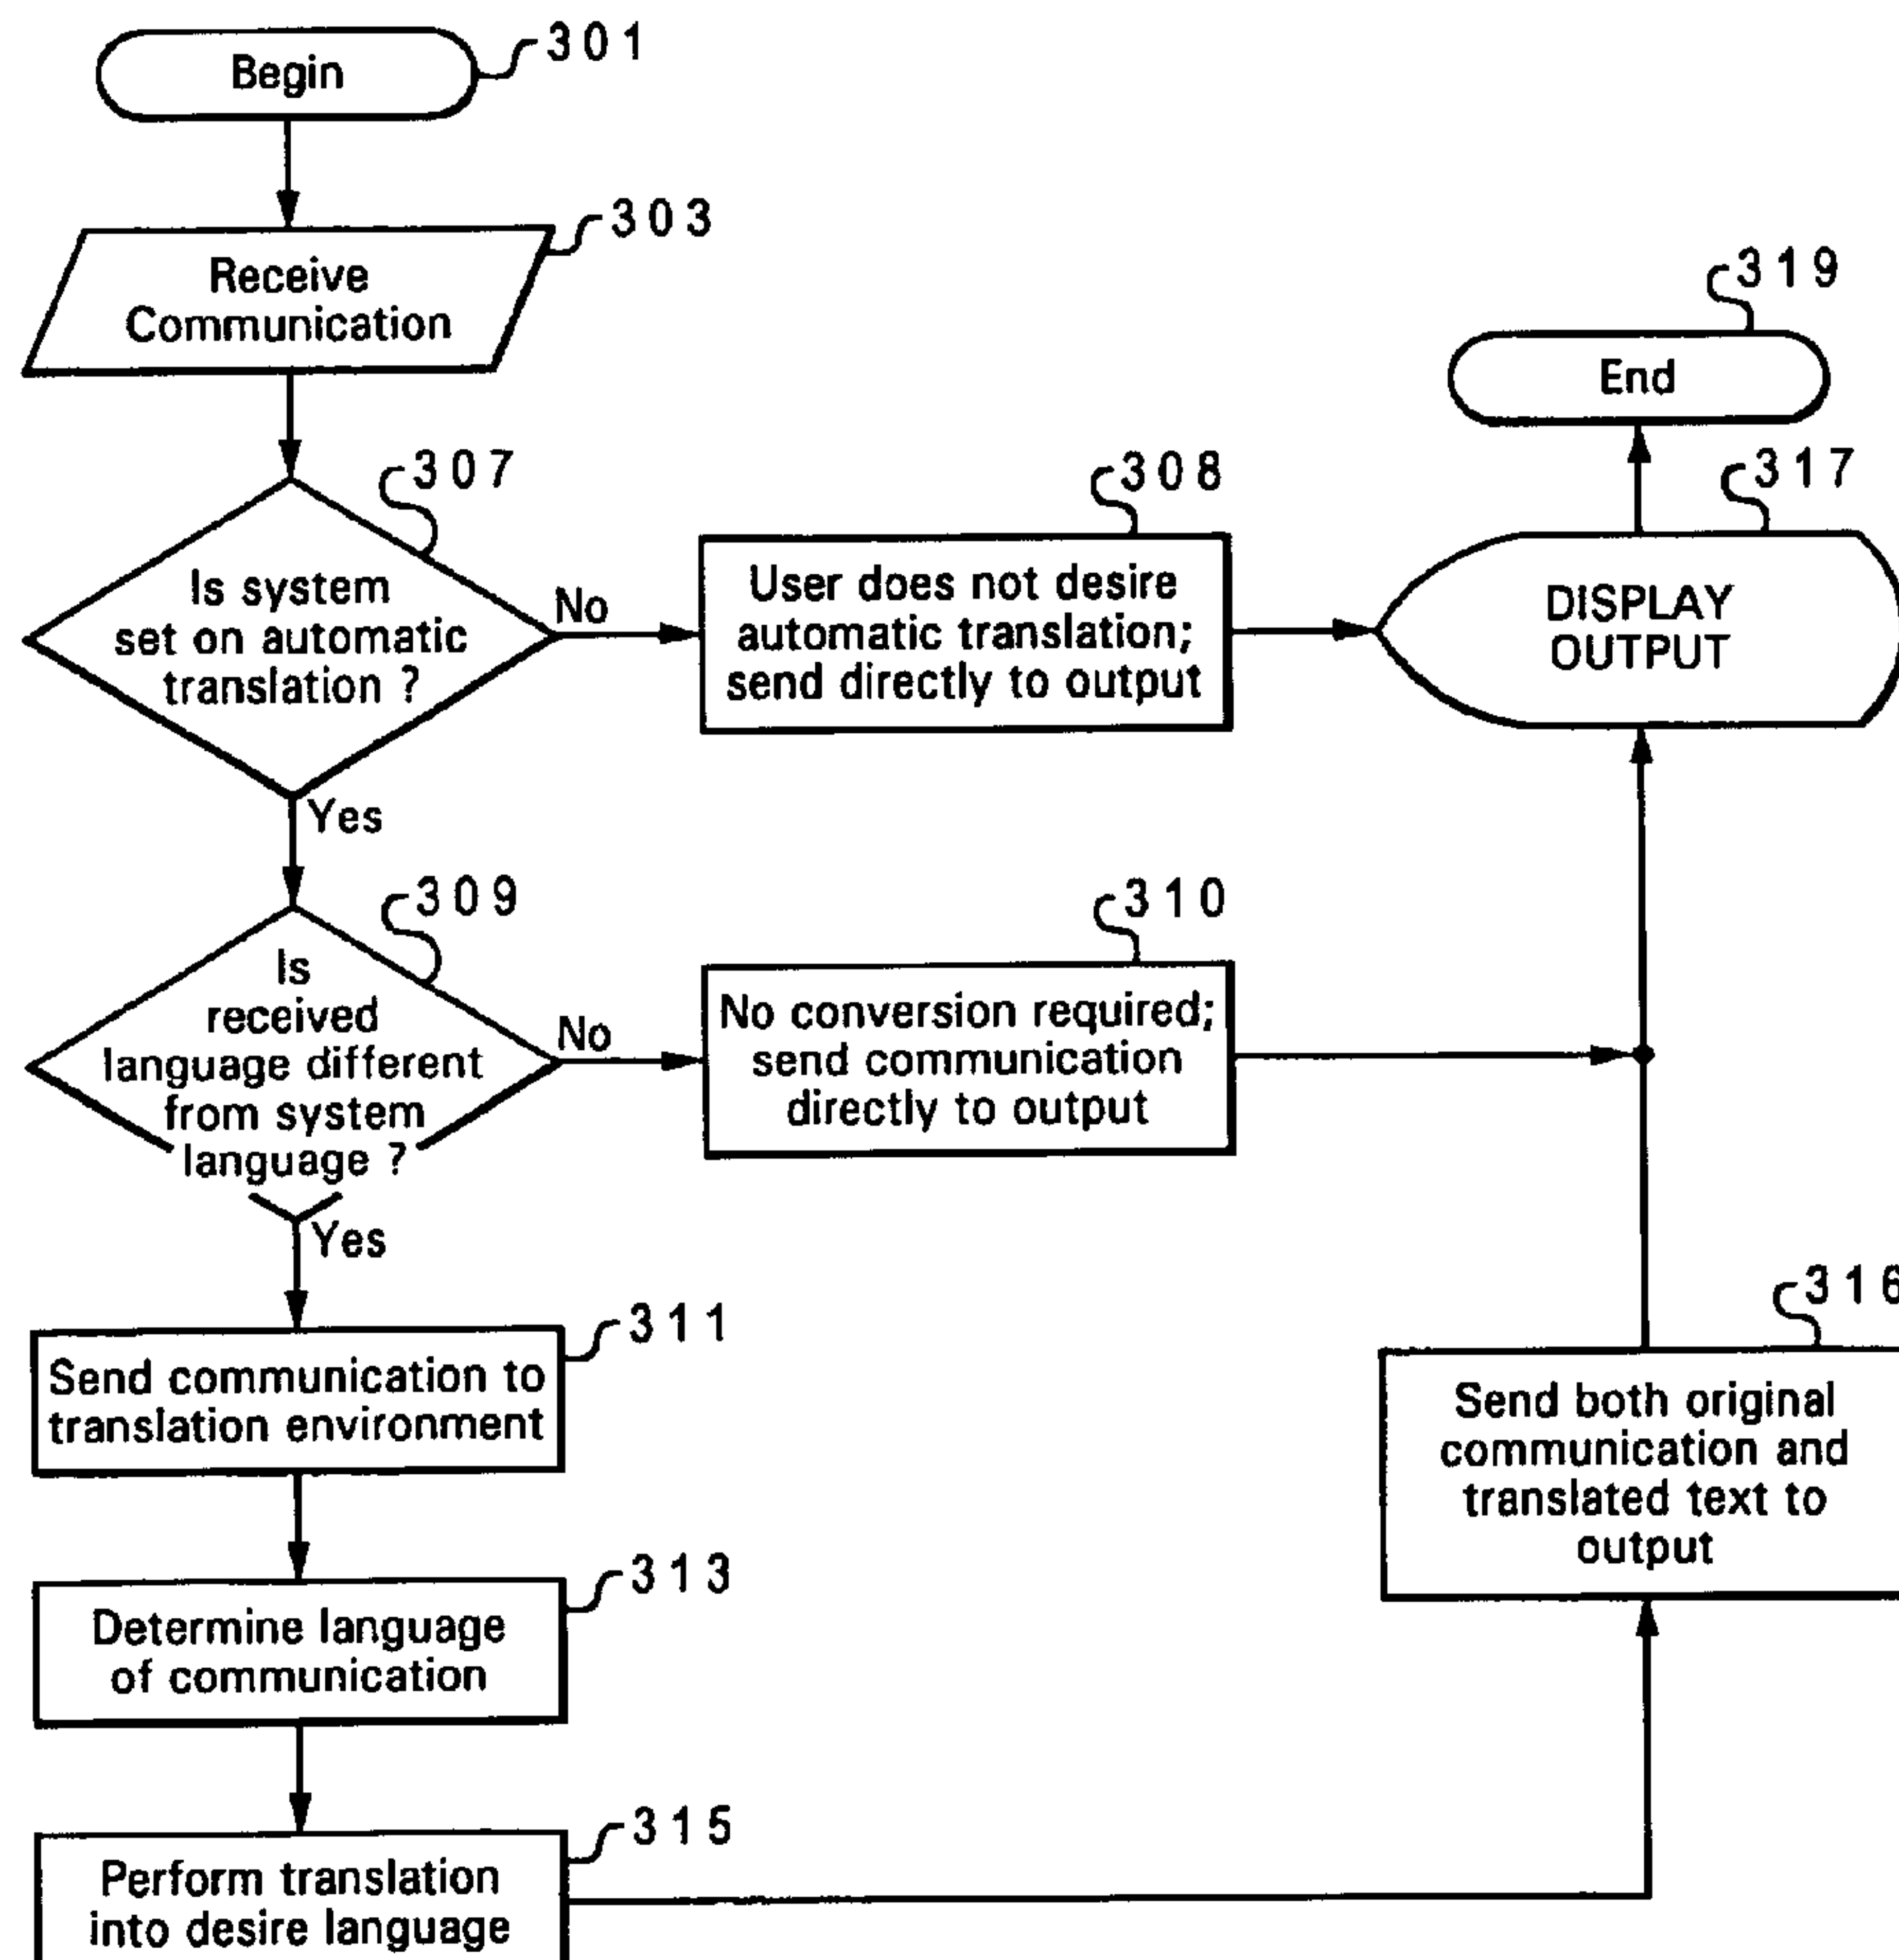 Begin
301
Receive
Communication
303
Is system
set on automatic
translation ?
307
No
User does not desire
automatic translation;
send directly to output
308
DISPLAY
OUTPUT
317
End
319
Yes
Is
received
language different
from system
language ?
309
No
No conversion required;
send communication
directly to output
310
Yes
Send communication to
translation environment
311
Determine language
of communication
313
Perform translation
into desire language
315
Send both original
communication and
translated text to
output
316